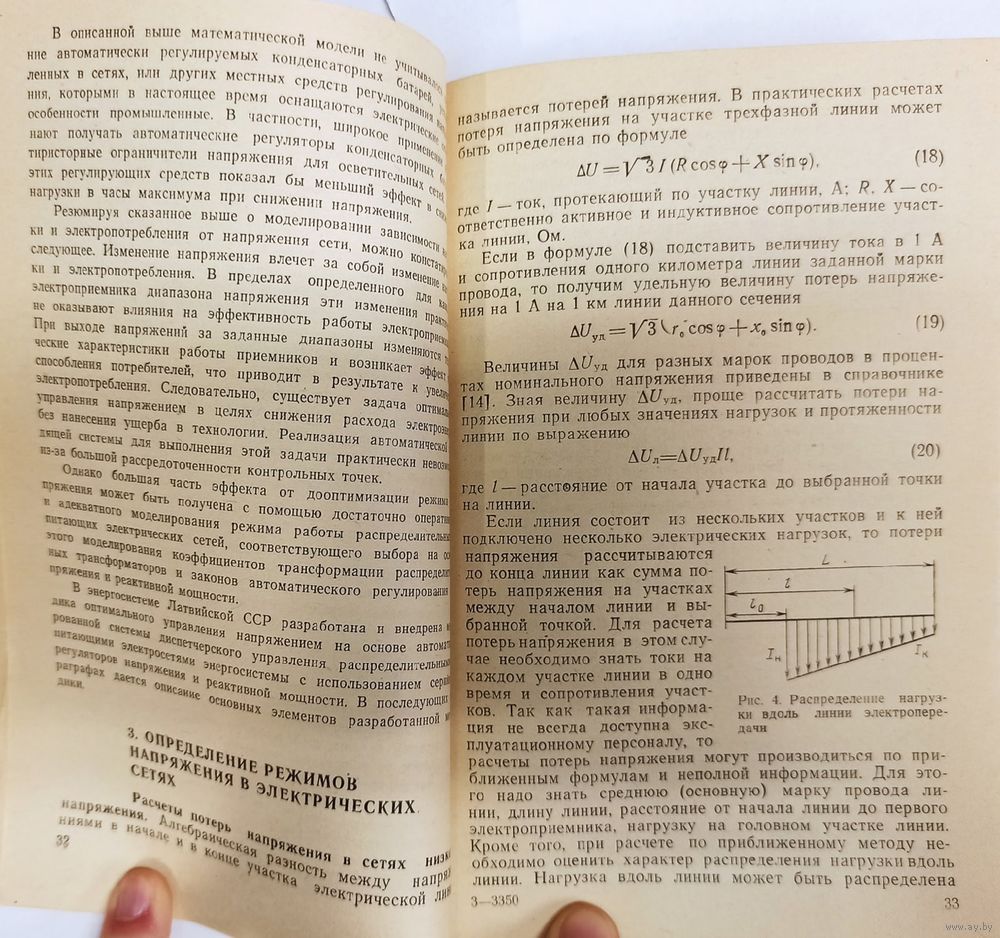 В описанной выше математической модели не учитывалось
ние автоматически регулируемых конденсаторных батарей,
ленных в сетях, или других местных средств регулирования
ния, которыми в настоящее время оснащаются электрические
особенности промышленные. В частности, широкое применение
нают получать автоматические регуляторы конденсаторных
тиристорные ограничители напряжения для осветительных сетей.
этих регулирующих средств показал бы меньший эффект в
нагрузки в часы максимума при снижении напряжения.
Резюмируя сказанное выше о моделировании зависимости
ки и электропотребления от напряжения сети, можно
следующее. Изменение напряжения влечет за собой изменение
ки и электропотребления. В пределах определенного для
электроприемника диапазона напряжения эти изменения
не оказывают влияния на эффективность работы
При выходе напряжений за заданные диапазоны изменяются
ческие характеристики работы приемников и возникает эффект
способления потребителей, что приводит в результате к
электропотребления. Следовательно, существует задача
управления напряжением в целях снижения расхода
без нанесения ущерба в технологии. Реализация автоматической
дящей системы для выполнения этой задачи практически
из-за большой рассредоточенности контрольных точек.
Однако большая часть эффекта от дооптимизации режима
пряжения может быть получена с помощью достаточно
и адекватного моделирования режима работы
питающих электрических сетей, соответствующего выбора на
этого моделирования коэффициентов трансформации
ных трансформаторов и законов автоматического регулирования
пряжения и реактивной мощности.
В энергосистеме Латвийской ССР разработана и внедрена
дика оптимального управления напряжением на основе
рованной системы диспетчерского управления
питающими электросетями энергосистемы с использованием
регуляторов напряжения и реактивной мощности. В последующих
раграфах дается описание основных элементов разработанной
дики.
3. ОПРЕДЕЛЕНИЕ РЕЖИМОВ
НАПРЯЖЕНИЯ В ЭЛЕКТРИЧЕСКИХ
СЕТЯХ
Расчеты потерь напряжения в сетях
напряжения. Алгебраическая разность между
ниями в начале и в конце участка электрической
32
называется потерей напряжения. В практических расчетах
потеря напряжения на участке трехфазной линии может
быть определена по формуле
ΔU=√3 I (R cos φ+X sin φ), (18)
где I — ток, протекающий по участку линии, А; R, X — со-
ответственно активное и индуктивное сопротивление участ-
ка линии, Ом.
Если в формуле (18) подставить величину тока в 1 А
и сопротивления одного километра линии заданной марки
провода, то получим удельную величину потерь напряже-
ния на 1 А на 1 км линии данного сечения
ΔUуд=√3 (r₀ cos φ+x₀ sin φ). (19)
Величины ΔUуд для разных марок проводов в процен-
тах номинального напряжения приведены в справочнике
[14]. Зная величину ΔUуд, проще рассчитать потери на-
пряжения при любых значениях нагрузок и протяженности
линии по выражению
ΔUл=ΔUудIl, (20)
где l — расстояние от начала участка до выбранной точки
на линии.
Если линия состоит из нескольких участков и к ней
подключено несколько электрических нагрузок, то потери
напряжения рассчитываются
до конца линии как сумма по-
терь напряжения на участках
между началом линии и вы-
бранной точкой. Для расчета
потерь напряжения в этом слу-
чае необходимо знать токи на
каждом участке линии в одно
время и сопротивления участ-
ков. Так как такая информа-
ция не всегда доступна экс-
плуатационному персоналу, то
L
l
l₀
Iн
Iк
Рис. 4. Распределение нагруз-
ки вдоль линии электропере-
дачи
расчеты потерь напряжения могут производиться по при-
ближенным формулам и неполной информации. Для это-
го надо знать среднюю (основную) марку провода ли-
нии, длину линии, расстояние от начала линии до первого
электроприемника, нагрузку на головном участке линии.
Кроме того, при расчете по приближенному методу не-
обходимо оценить характер распределения нагрузки вдоль
линии. Нагрузка вдоль линии может быть распределена
3—3350
33
www.ay.by